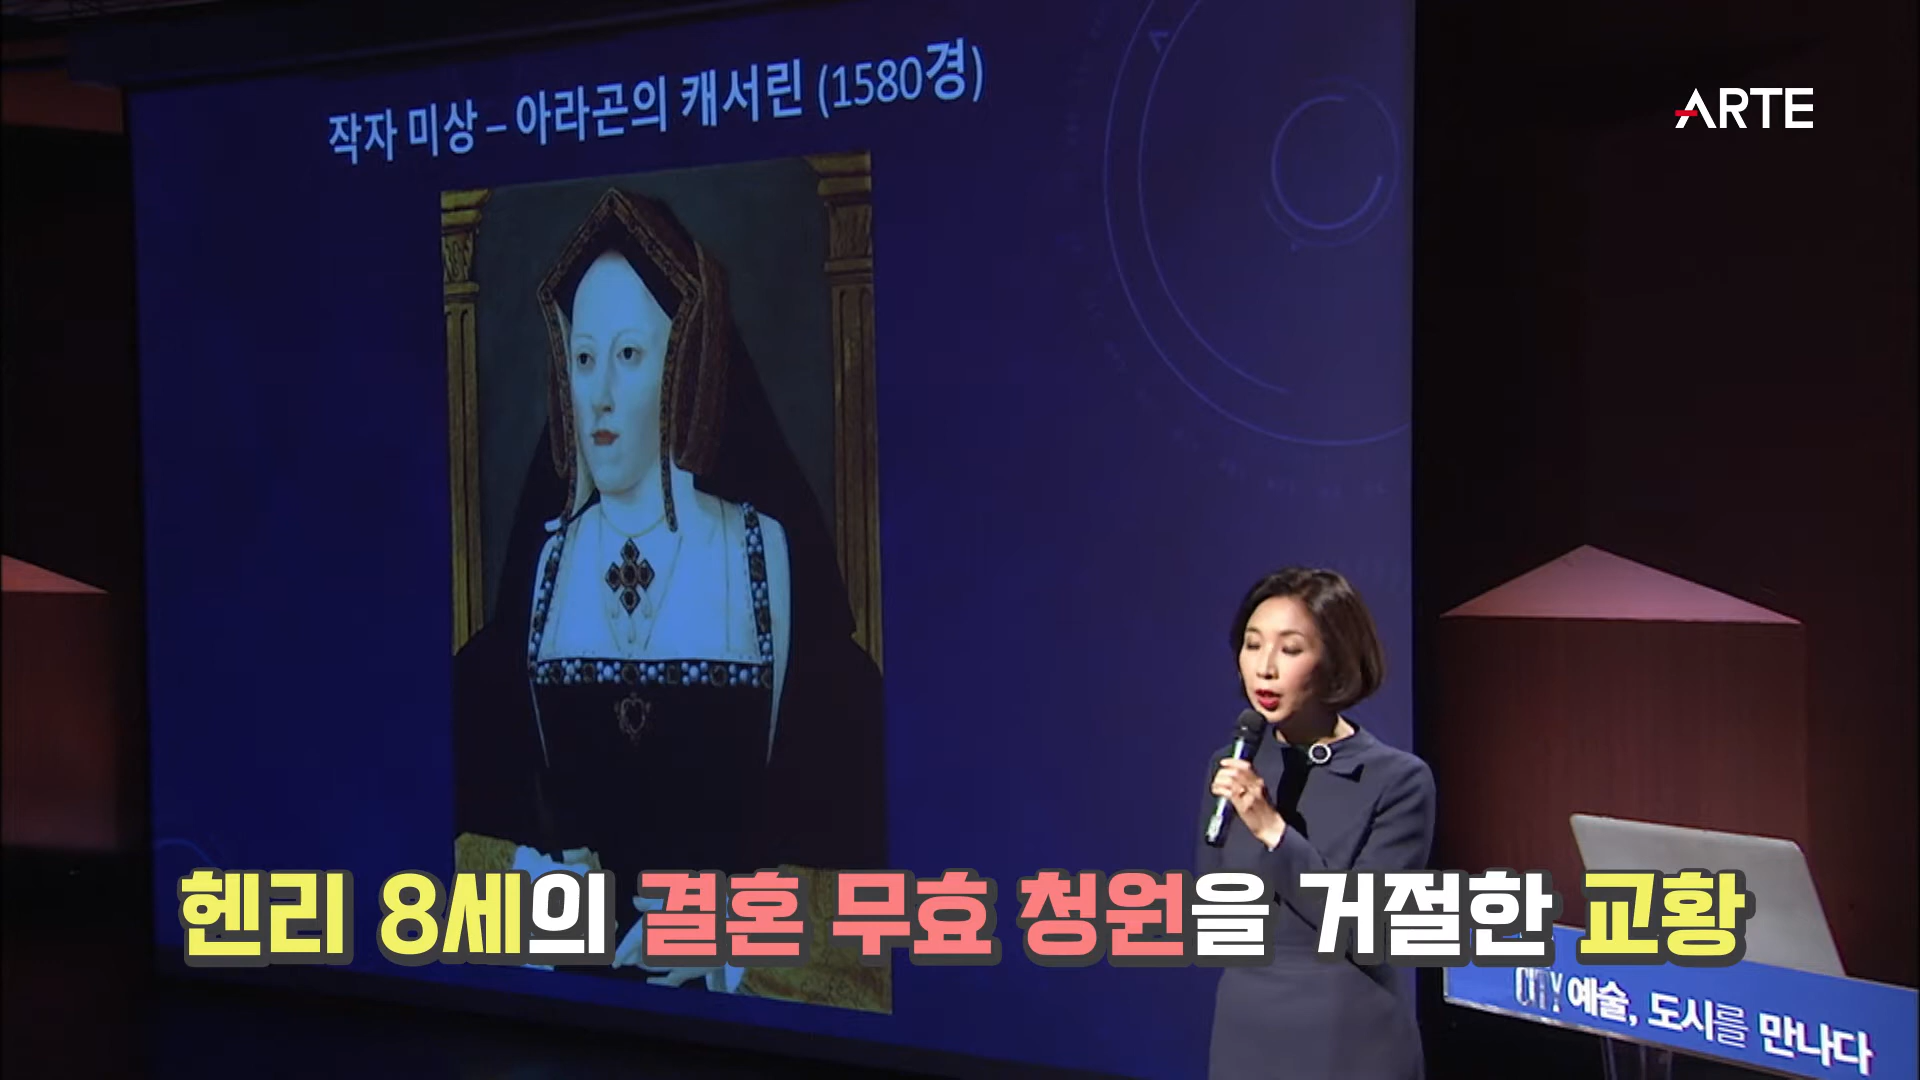 작자 미상 – 아라곤의 캐서린 (1580경)
ARTE
헨리 8세의 결혼 무효 청원을 거절한 교황
CITY 예술, 도시를 만나다